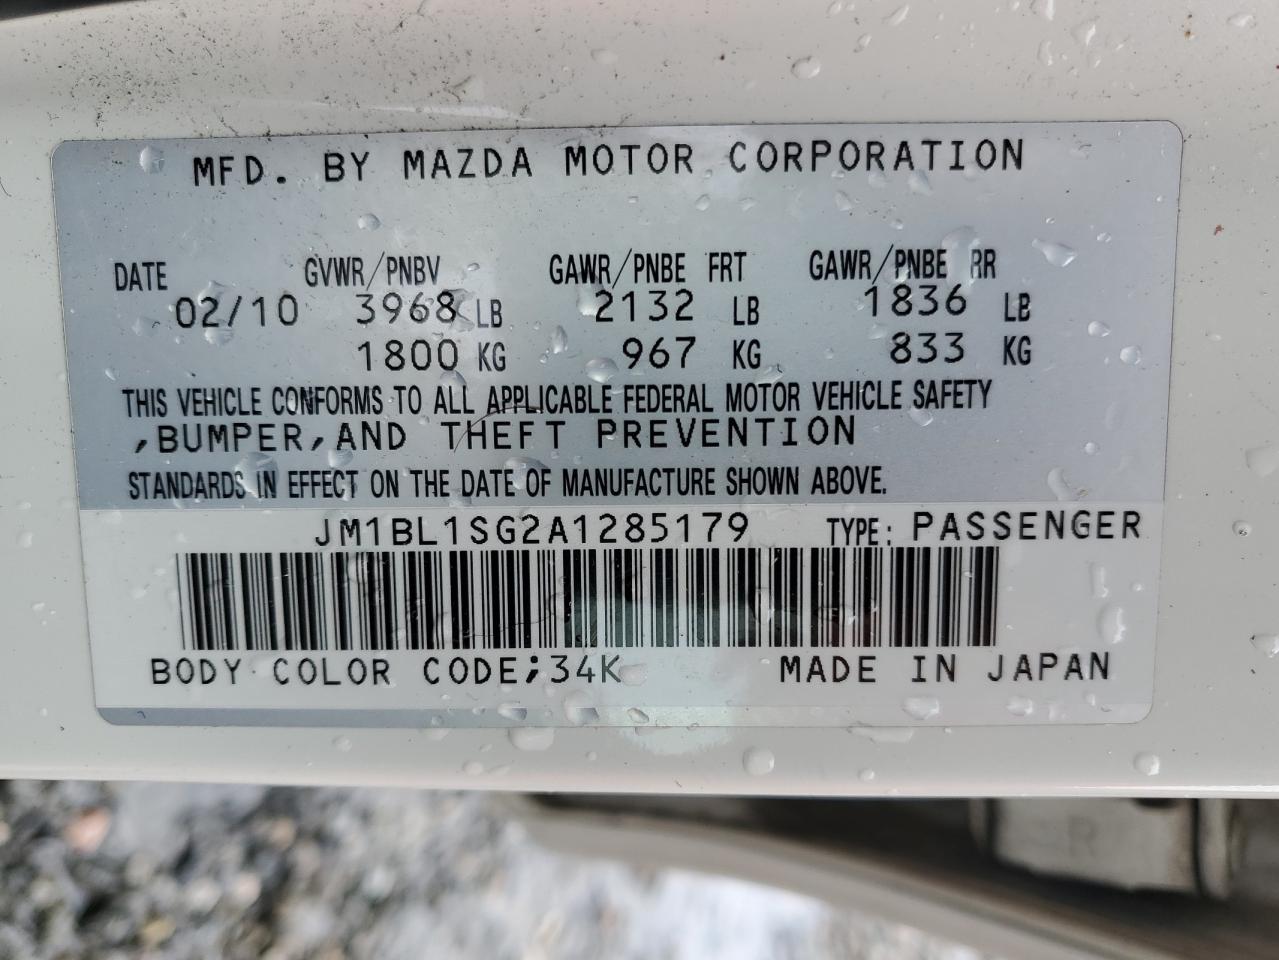 MFD. BY MAZDA MOTOR CORPORATION
DATE GVWR/PNBV GAWR/PNBE FRT GAWR/PNBE RR
02/10 3968 LB 2132 LB 1836 LB
1800 KG 967 KG 833 KG
THIS VEHICLE CONFORMS TO ALL APPLICABLE FEDERAL MOTOR VEHICLE SAFETY
,BUMPER,AND THEFT PREVENTION
STANDARDS IN EFFECT ON THE DATE OF MANUFACTURE SHOWN ABOVE.
JM1BL1SG2A1285179 TYPE: PASSENGER
BODY COLOR CODE;34K MADE IN JAPAN
R